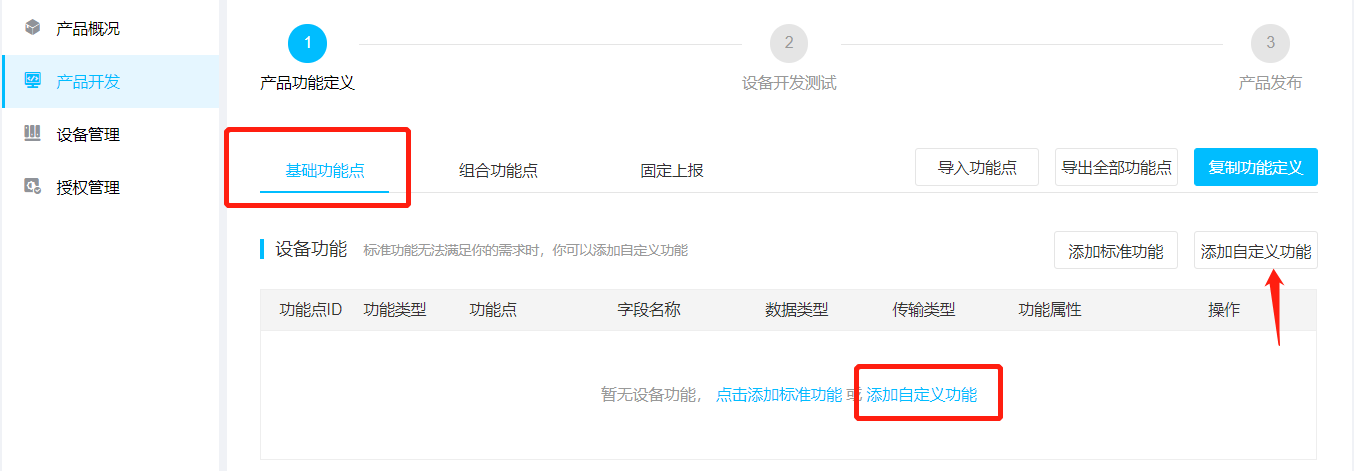 产品概况
产品开发
设备管理
授权管理
1
2
3
产品功能定义
设备开发测试
产品发布
基础功能点
组合功能点
固定上报
导入功能点
导出全部功能点
复制功能定义
设备功能
标准功能无法满足你的需求时，你可以添加自定义功能
添加标准功能
添加自定义功能
功能点ID 功能类型 功能点 字段名称 数据类型 传输类型 功能属性 操作
暂无设备功能， 点击添加标准功能 或 添加自定义功能